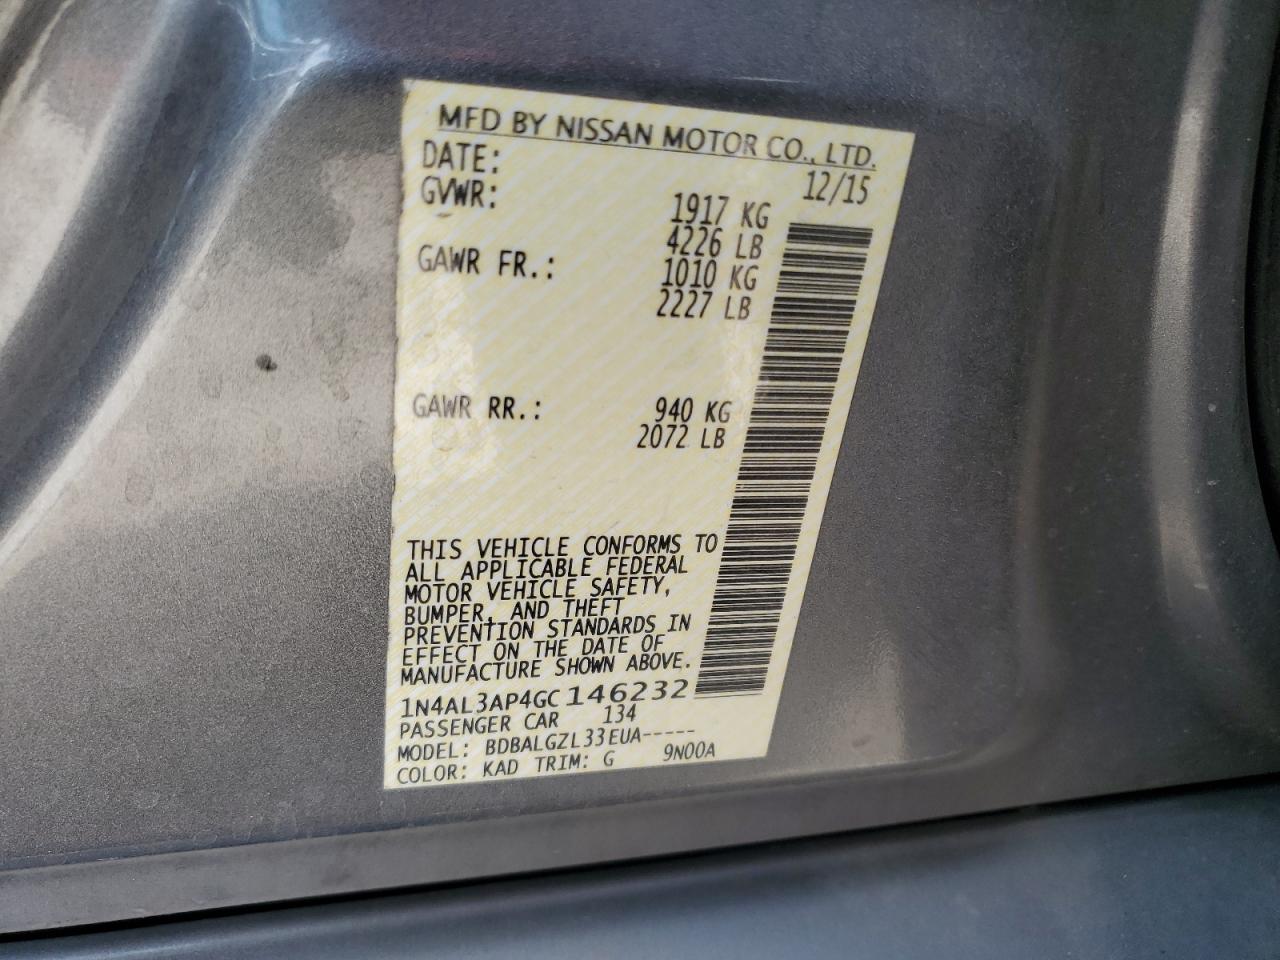 MFD BY NISSAN MOTOR CO., LTD.
DATE: 12/15
GVWR: 1917 KG
4226 LB
GAWR FR.: 1010 KG
2227 LB
GAWR RR.: 940 KG
2072 LB
THIS VEHICLE CONFORMS TO
ALL APPLICABLE FEDERAL
MOTOR VEHICLE SAFETY,
BUMPER, AND THEFT
PREVENTION STANDARDS IN
EFFECT ON THE DATE OF
MANUFACTURE SHOWN ABOVE.
1N4AL3AP4GC146232
PASSENGER CAR 134
MODEL: BDBALGZL33EUA-----
COLOR: KAD TRIM: G 9N00A